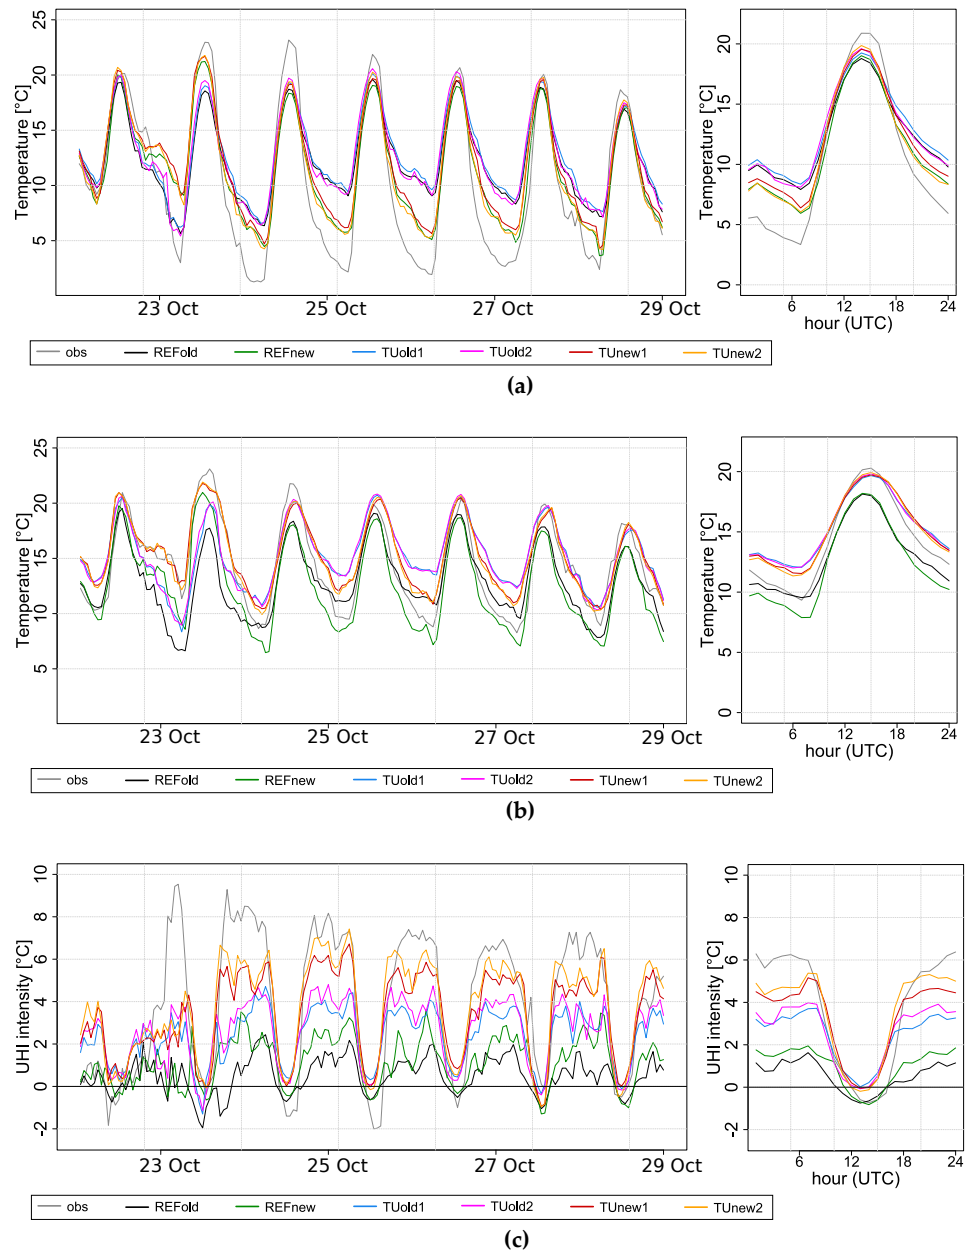 Temperature [°C]
25
20
15
10
5
23 Oct 25 Oct 27 Oct 29 Oct
Temperature [°C]
20
15
10
5
0
6 12 18 24
hour (UTC)
obs REFold REFnew TUold1 TUold2 TUnew1 TUnew2
(a)
Temperature [°C]
25
20
15
10
5
23 Oct 25 Oct 27 Oct 29 Oct
Temperature [°C]
20
15
10
5
0
6 12 18 24
hour (UTC)
obs REFold REFnew TUold1 TUold2 TUnew1 TUnew2
(b)
UHI intensity [°C]
10
8
6
4
2
0
-2
23 Oct 25 Oct 27 Oct 29 Oct
UHI intensity [°C]
10
8
6
4
2
0
-2
6 12 18 24
hour (UTC)
obs REFold REFnew TUold1 TUold2 TUnew1 TUnew2
(c)